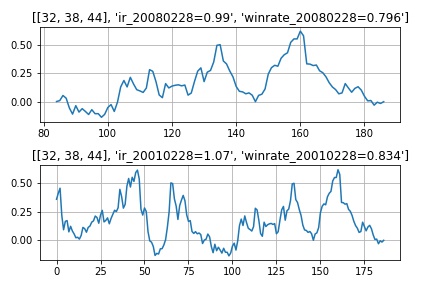 [[32, 38, 44], 'ir_20080228=0.99', 'winrate_20080228=0.796']
0.50
0.25
0.00
80 100 120 140 160 180
[[32, 38, 44], 'ir_20010228=1.07', 'winrate_20010228=0.834']
0.50
0.25
0.00
0 25 50 75 100 125 150 175